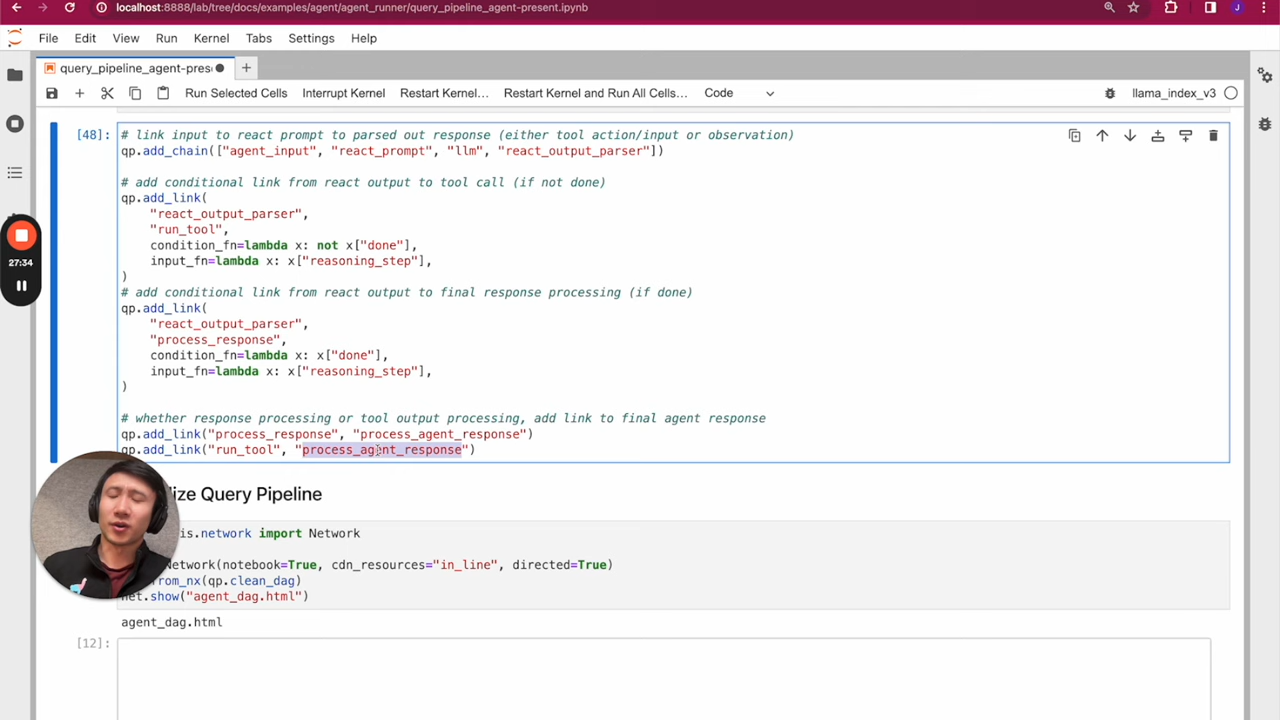 localhost:8888/lab/tree/docs/examples/agent/agent_runner/query_pipeline_agent-present.ipynb
J
File Edit View Run Kernel Tabs Settings Help
query_pipeline_agent-prese
Run Selected Cells Interrupt Kernel Restart Kernel… Restart Kernel and Run All Cells… Code llama_index_v3
[48]:
# link input to react prompt to parsed out response (either tool action/input or observation)
qp.add_chain(["agent_input", "react_prompt", "llm", "react_output_parser"])
# add conditional link from react output to tool call (if not done)
qp.add_link(
"react_output_parser",
"run_tool",
condition_fn=lambda x: not x["done"],
input_fn=lambda x: x["reasoning_step"],
)
# add conditional link from react output to final response processing (if done)
qp.add_link(
"react_output_parser",
"process_response",
condition_fn=lambda x: x["done"],
input_fn=lambda x: x["reasoning_step"],
)
# whether response processing or tool output processing, add link to final agent response
qp.add_link("process_response", "process_agent_response")
qp.add_link("run_tool", "process_agent_response")
27:34
ize Query Pipeline
is.network import Network
Network(notebook=True, cdn_resources="in_line", directed=True)
rom_nx(qp.clean_dag)
net.show("agent_dag.html")
agent_dag.html
[12]: